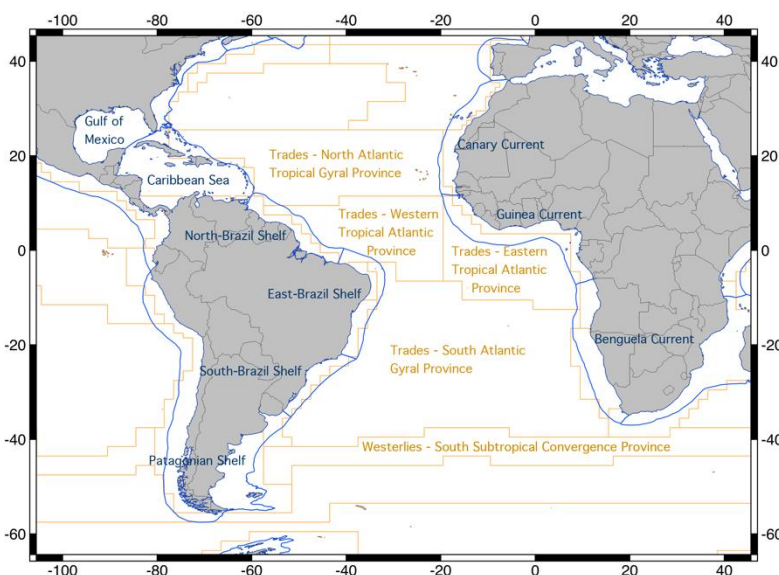 -100 -80 -60 -40 -20 0 20 40
40 40
Gulf of
Mexico
Canary Current
20 20
Trades - North Atlantic
Tropical Gyral Province
Caribbean Sea
Trades - Western
Tropical Atlantic
Province
Guinea Current
North-Brazil Shelf
0 0
Trades - Eastern
Tropical Atlantic
Province
East-Brazil Shelf
-20 -20
Benguela Current
Trades - South Atlantic
Gyral Province
South-Brazil Shelf
-40 -40
Westerlies - South Subtropical Convergence Province
Patagonian Shelf
-60 -60
-100 -80 -60 -40 -20 0 20 40